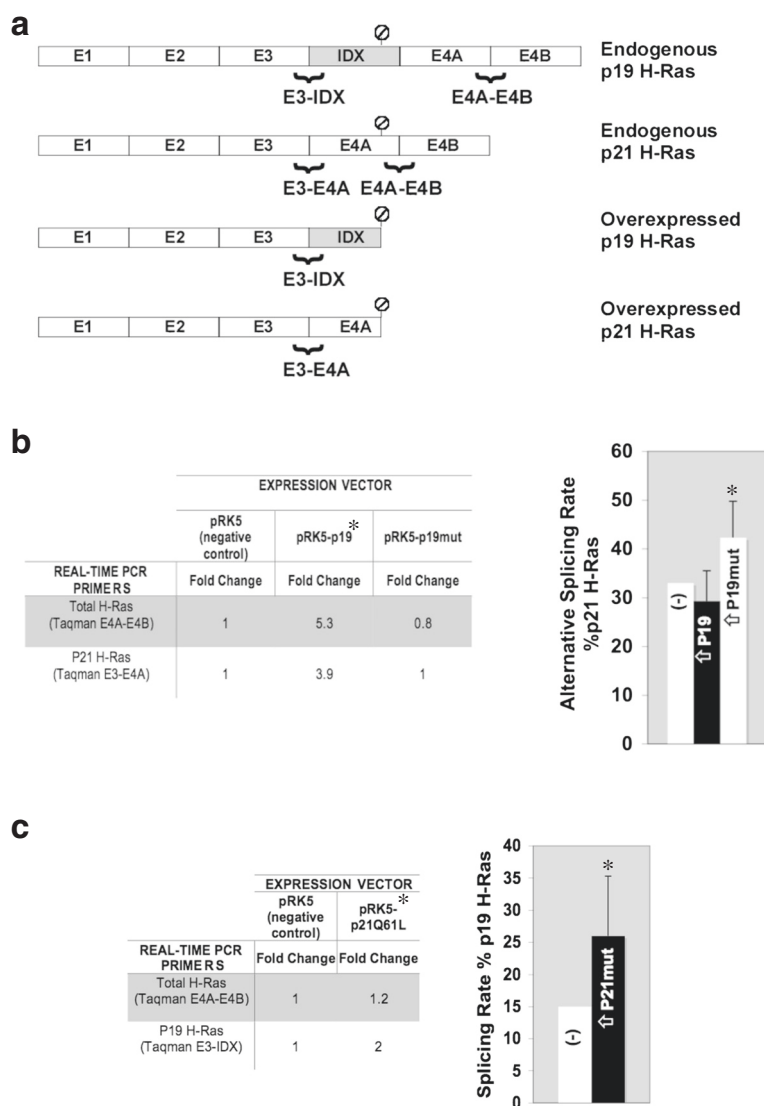 a
E1 E2 E3 IDX E4A E4B
Endogenous
p19 H-Ras
E3-IDX E4A-E4B
E1 E2 E3 E4A E4B
Endogenous
p21 H-Ras
E3-E4A E4A-E4B
E1 E2 E3 IDX
Overexpressed
p19 H-Ras
E3-IDX
E1 E2 E3 E4A
Overexpressed
p21 H-Ras
E3-E4A
b
EXPRESSION VECTOR
pRK5
(negative
control)
pRK5-p19*
pRK5-p19mut
REAL-TIME PCR
PRIMERS
Fold Change Fold Change Fold Change
Total H-Ras
(Taqman E4A-E4B)
1 5.3 0.8
P21 H-Ras
(Taqman E3-E4A)
1 3.9 1
Alternative Splicing Rate
%p21 H-Ras
60
50
40
30
20
10
0
(-)
⇧P19
⇧P19mut
*
c
EXPRESSION VECTOR
pRK5
(negative
control)
pRK5-*
p21Q61L
REAL-TIME PCR
PRIMERS
Fold Change Fold Change
Total H-Ras
(Taqman E4A-E4B)
1 1.2
P19 H-Ras
(Taqman E3-IDX)
1 2
Splicing Rate % p19 H-Ras
40
35
30
25
20
15
10
5
0
(-)
⇧P21mut
*